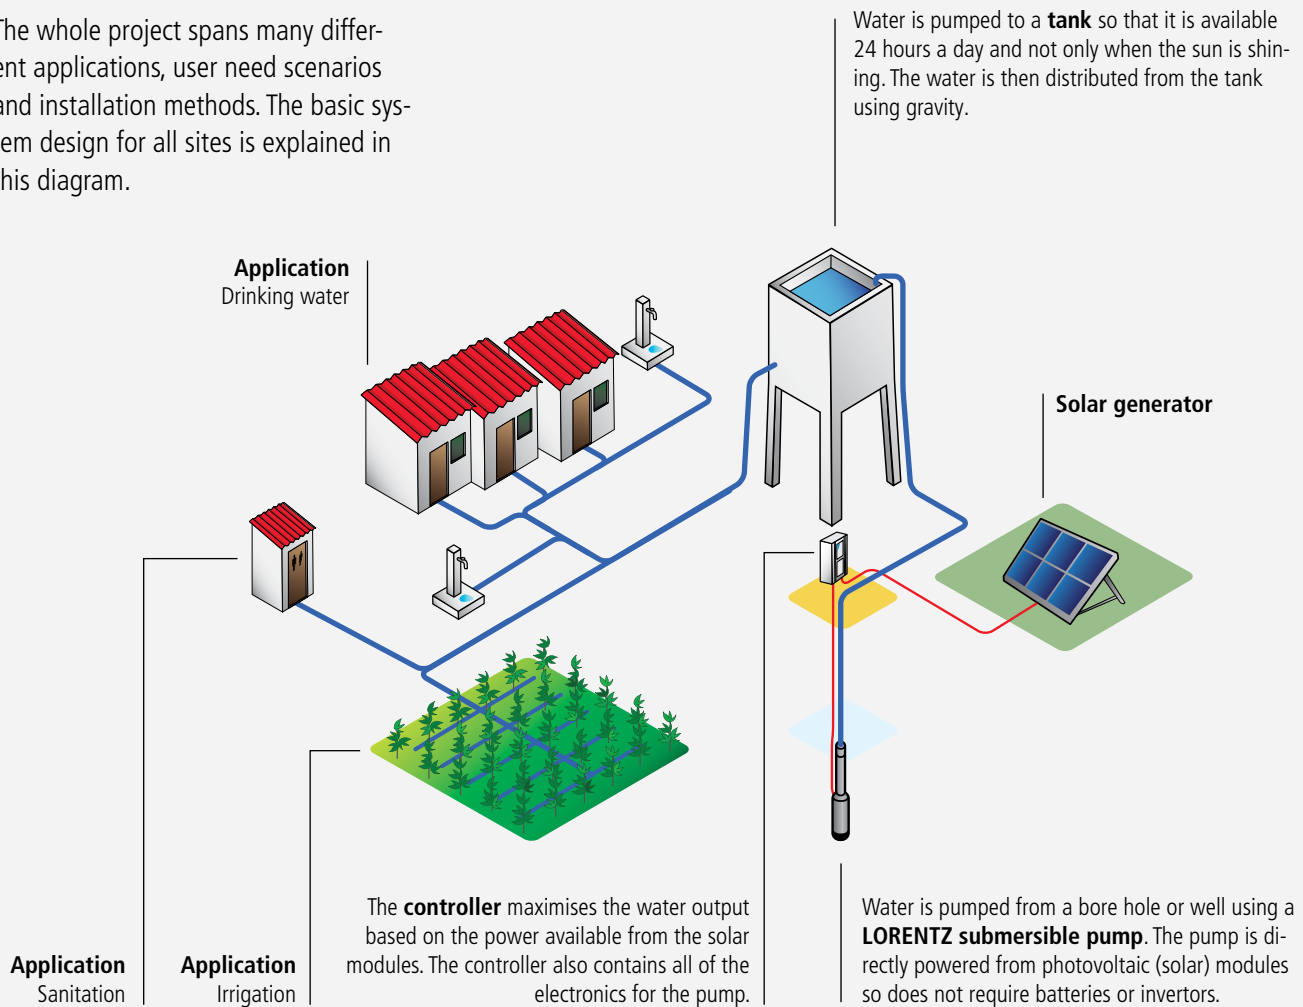 The whole project spans many differ-
ent applications, user need scenarios
and installation methods. The basic sys-
tem design for all sites is explained in
this diagram.
Water is pumped to a tank so that it is available
24 hours a day and not only when the sun is shin-
ing. The water is then distributed from the tank
using gravity.
Application
Drinking water
Solar generator
Application
Sanitation
Application
Irrigation
The controller maximises the water output
based on the power available from the solar
modules. The controller also contains all of the
electronics for the pump.
Water is pumped from a bore hole or well using a
LORENTZ submersible pump. The pump is di-
rectly powered from photovoltaic (solar) modules
so does not require batteries or invertors.